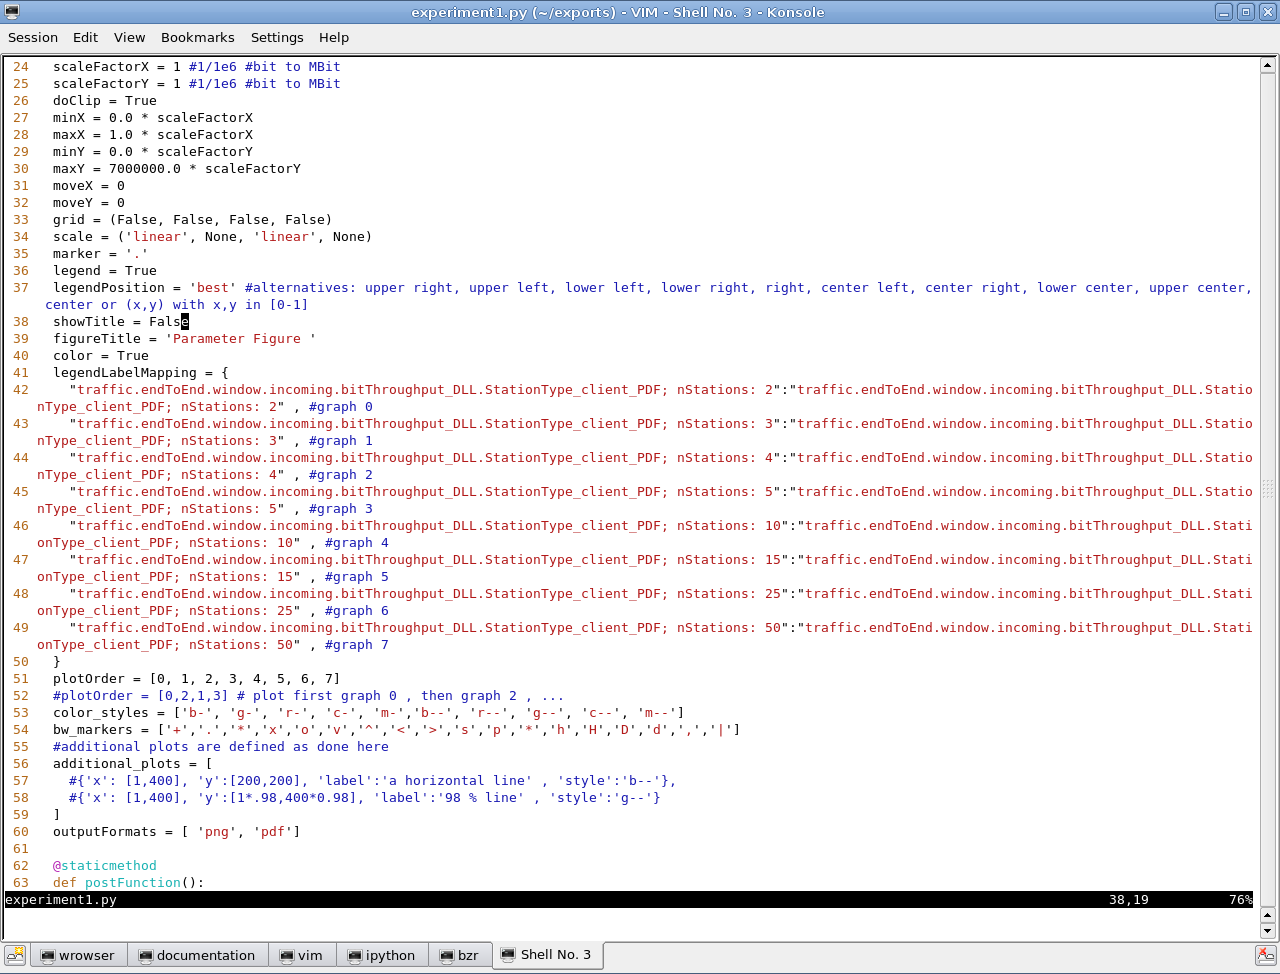 experiment1.py (~/exports) - VIM - Shell No. 3 - Konsole
Session Edit View Bookmarks Settings Help
24   scaleFactorX = 1 #1/1e6 #bit to MBit
25   scaleFactorY = 1 #1/1e6 #bit to MBit
26   doClip = True
27   minX = 0.0 * scaleFactorX
28   maxX = 1.0 * scaleFactorX
29   minY = 0.0 * scaleFactorY
30   maxY = 7000000.0 * scaleFactorY
31   moveX = 0
32   moveY = 0
33   grid = (False, False, False, False)
34   scale = ('linear', None, 'linear', None)
35   marker = '.'
36   legend = True
37   legendPosition = 'best' #alternatives: upper right, upper left, lower left, lower right, right, center left, center right, lower center, upper center,
center or (x,y) with x,y in [0-1]
38   showTitle = False
39   figureTitle = 'Parameter Figure '
40   color = True
41   legendLabelMapping = {
42     "traffic.endToEnd.window.incoming.bitThroughput_DLL.StationType_client_PDF; nStations: 2":"traffic.endToEnd.window.incoming.bitThroughput_DLL.Statio
nType_client_PDF; nStations: 2" , #graph 0
43     "traffic.endToEnd.window.incoming.bitThroughput_DLL.StationType_client_PDF; nStations: 3":"traffic.endToEnd.window.incoming.bitThroughput_DLL.Statio
nType_client_PDF; nStations: 3" , #graph 1
44     "traffic.endToEnd.window.incoming.bitThroughput_DLL.StationType_client_PDF; nStations: 4":"traffic.endToEnd.window.incoming.bitThroughput_DLL.Statio
nType_client_PDF; nStations: 4" , #graph 2
45     "traffic.endToEnd.window.incoming.bitThroughput_DLL.StationType_client_PDF; nStations: 5":"traffic.endToEnd.window.incoming.bitThroughput_DLL.Statio
nType_client_PDF; nStations: 5" , #graph 3
46     "traffic.endToEnd.window.incoming.bitThroughput_DLL.StationType_client_PDF; nStations: 10":"traffic.endToEnd.window.incoming.bitThroughput_DLL.Stati
onType_client_PDF; nStations: 10" , #graph 4
47     "traffic.endToEnd.window.incoming.bitThroughput_DLL.StationType_client_PDF; nStations: 15":"traffic.endToEnd.window.incoming.bitThroughput_DLL.Stati
onType_client_PDF; nStations: 15" , #graph 5
48     "traffic.endToEnd.window.incoming.bitThroughput_DLL.StationType_client_PDF; nStations: 25":"traffic.endToEnd.window.incoming.bitThroughput_DLL.Stati
onType_client_PDF; nStations: 25" , #graph 6
49     "traffic.endToEnd.window.incoming.bitThroughput_DLL.StationType_client_PDF; nStations: 50":"traffic.endToEnd.window.incoming.bitThroughput_DLL.Stati
onType_client_PDF; nStations: 50" , #graph 7
50   }
51   plotOrder = [0, 1, 2, 3, 4, 5, 6, 7]
52   #plotOrder = [0,2,1,3] # plot first graph 0 , then graph 2 , ...
53   color_styles = ['b-', 'g-', 'r-', 'c-', 'm-','b--', 'r--', 'g--', 'c--', 'm--']
54   bw_markers = ['+','.','*','x','o','v','^','<','>','s','p','*','h','H','D','d',',','|']
55   #additional plots are defined as done here
56   additional_plots = [
57     #{'x': [1,400], 'y':[200,200], 'label':'a horizontal line' , 'style':'b--'},
58     #{'x': [1,400], 'y':[1*.98,400*0.98], 'label':'98 % line' , 'style':'g--'}
59   ]
60   outputFormats = [ 'png', 'pdf']
61
62   @staticmethod
63   def postFunction():
experiment1.py 38,19 76%
wrowser documentation vim ipython bzr Shell No. 3